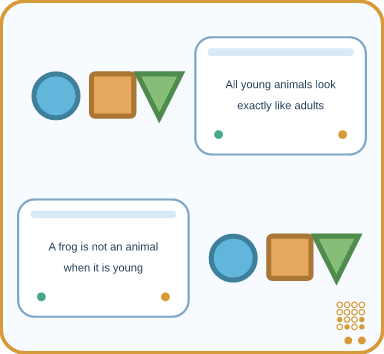 All young animals look
exactly like adults
A frog is not an animal
when it is young